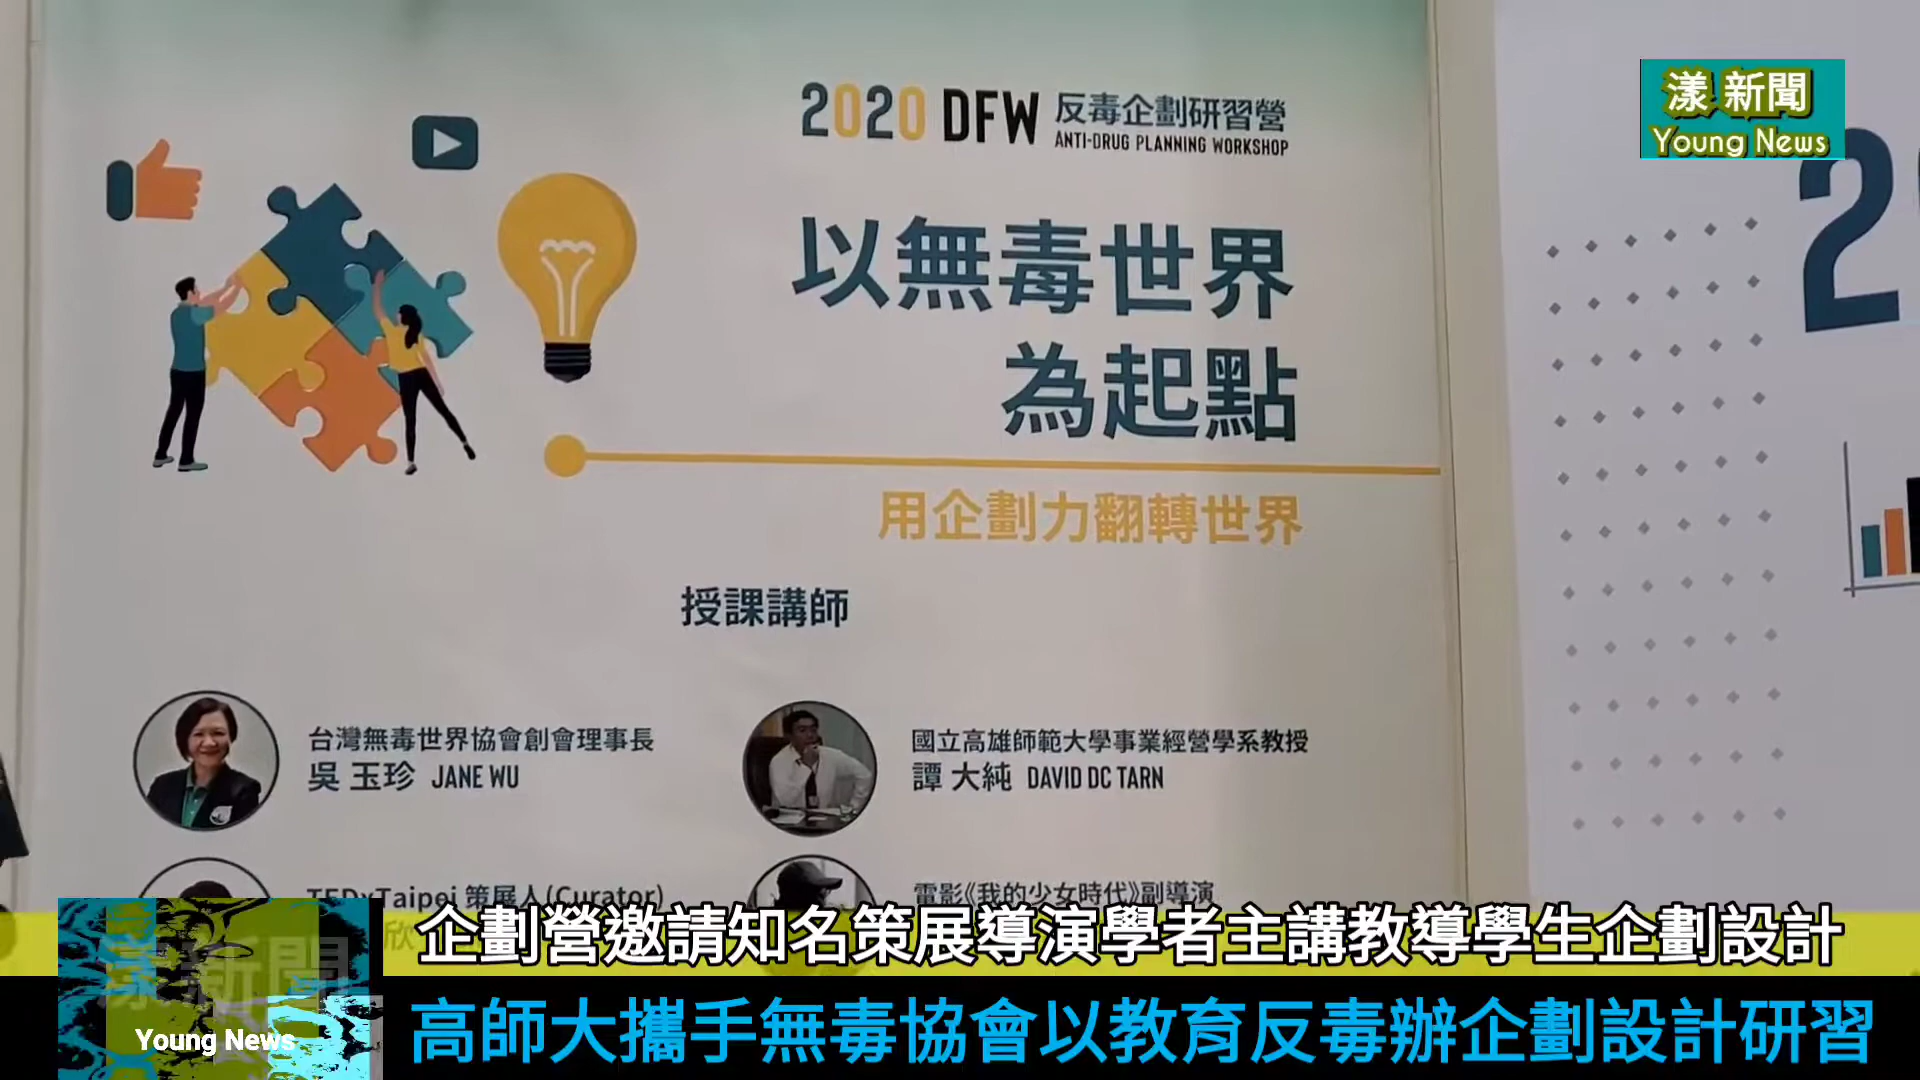 漾 新聞
Young News
2020 DFW 反毒企劃研習營
ANTI-DRUG PLANNING WORKSHOP
以無毒世界
為起點
用企劃力翻轉世界
授課講師
台灣無毒世界協會創會理事長
吳 玉珍 JANE WU
國立高雄師範大學事業經營學系教授
譚 大純 DAVID DC TARN
TEDxTaipei 策展人(Curator)
電影《我的少女時代》副導演
企劃營邀請知名策展導演學者主講教導學生企劃設計
高師大攜手無毒協會以教育反毒辦企劃設計研習
漾新聞
Young News